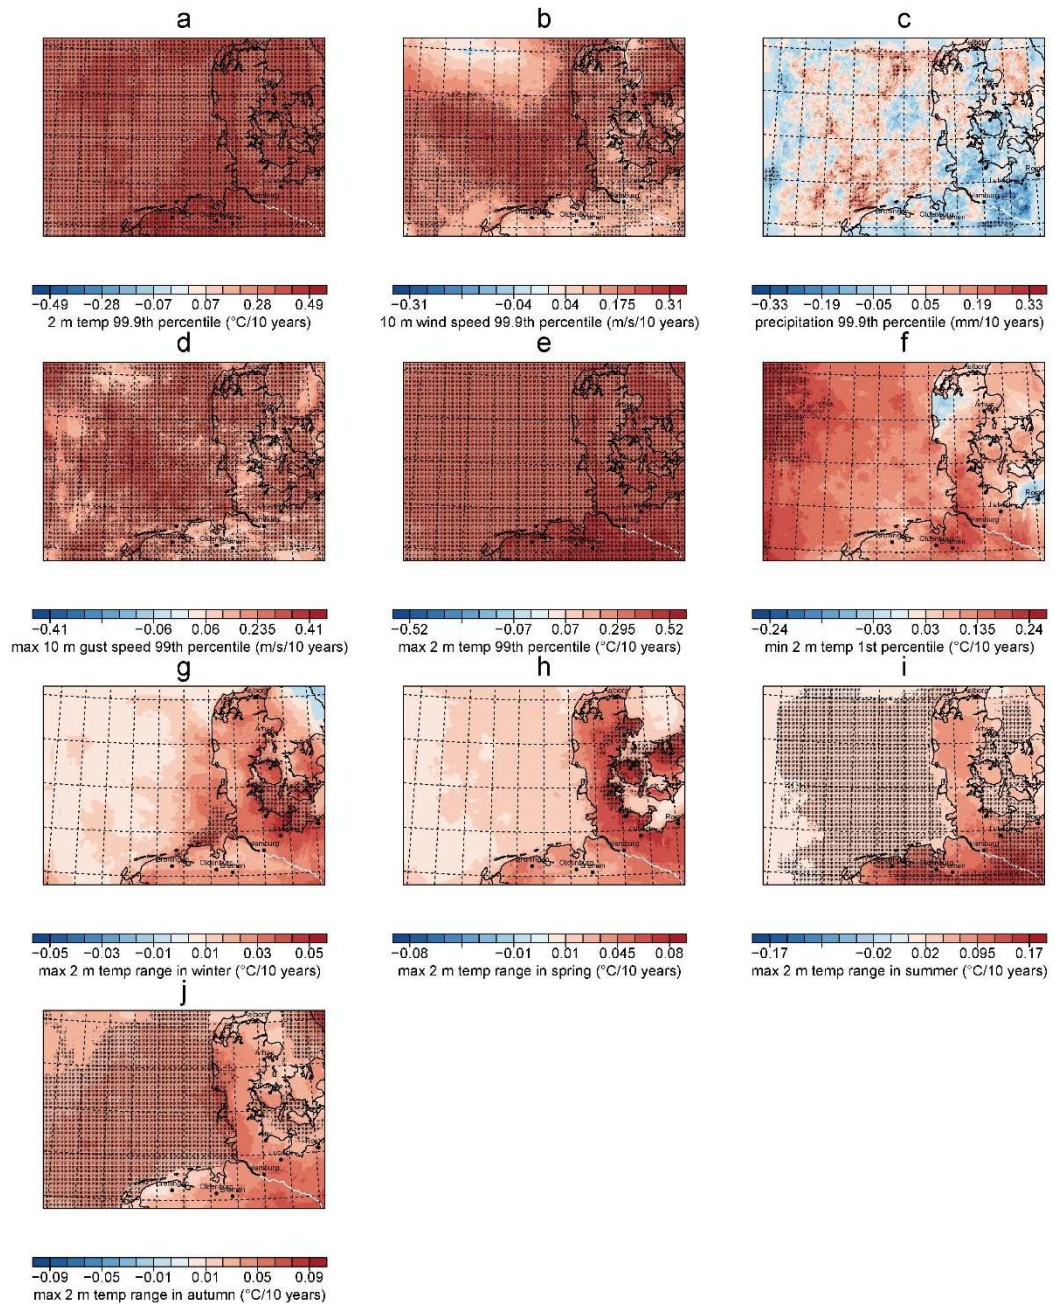 a
b
c
Alborg
Arhus
Hamburg
Oldenburg
Bremen
−0.49 −0.28 −0.07 0.07 0.28 0.49
2 m temp 99.9th percentile (°C/10 years)
−0.31 −0.04 0.04 0.175 0.31
10 m wind speed 99.9th percentile (m/s/10 years)
−0.33 −0.19 −0.05 0.05 0.19 0.33
precipitation 99.9th percentile (mm/10 years)
d
e
f
−0.41 −0.06 0.06 0.235 0.41
max 10 m gust speed 99th percentile (m/s/10 years)
−0.52 −0.07 0.07 0.295 0.52
max 2 m temp 99th percentile (°C/10 years)
−0.24 −0.03 0.03 0.135 0.24
min 2 m temp 1st percentile (°C/10 years)
g
h
i
−0.05 −0.03 −0.01 0.01 0.03 0.05
max 2 m temp range in winter (°C/10 years)
−0.08 −0.01 0.01 0.045 0.08
max 2 m temp range in spring (°C/10 years)
−0.17 −0.02 0.02 0.095 0.17
max 2 m temp range in summer (°C/10 years)
j
−0.09 −0.05 −0.01 0.01 0.05 0.09
max 2 m temp range in autumn (°C/10 years)